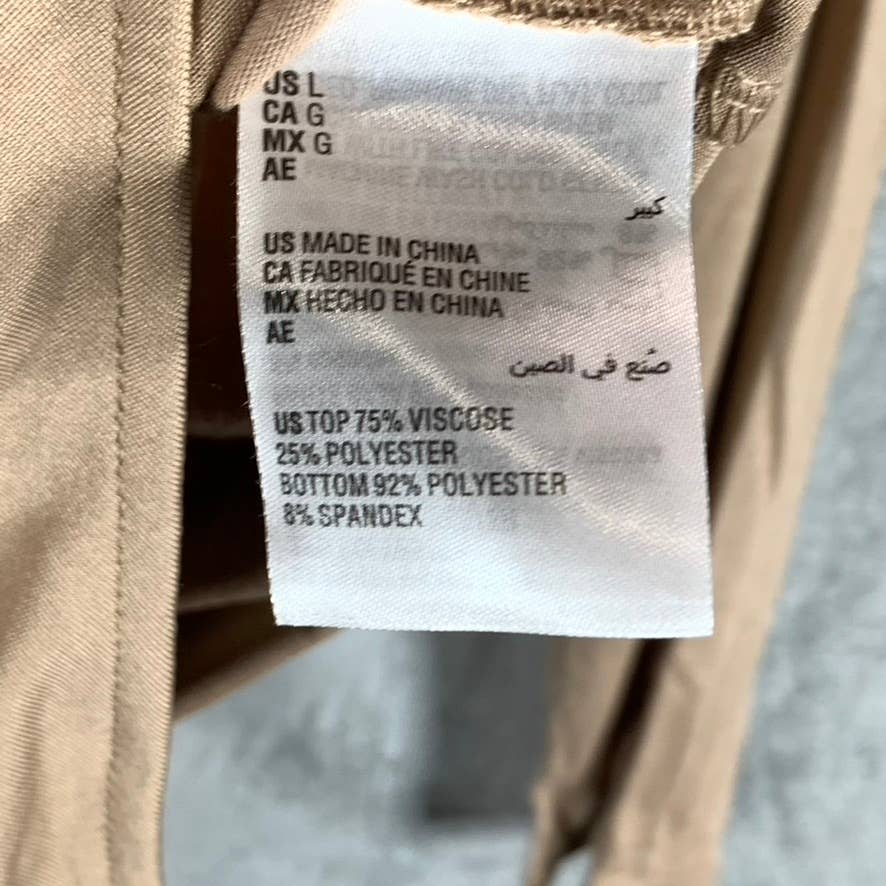 US L
CA G
MX G
AE
كبير
US MADE IN CHINA
CA FABRIQUÉ EN CHINE
MX HECHO EN CHINA
AE
صُنع في الصين
US TOP 75% VISCOSE
25% POLYESTER
BOTTOM 92% POLYESTER
8% SPANDEX